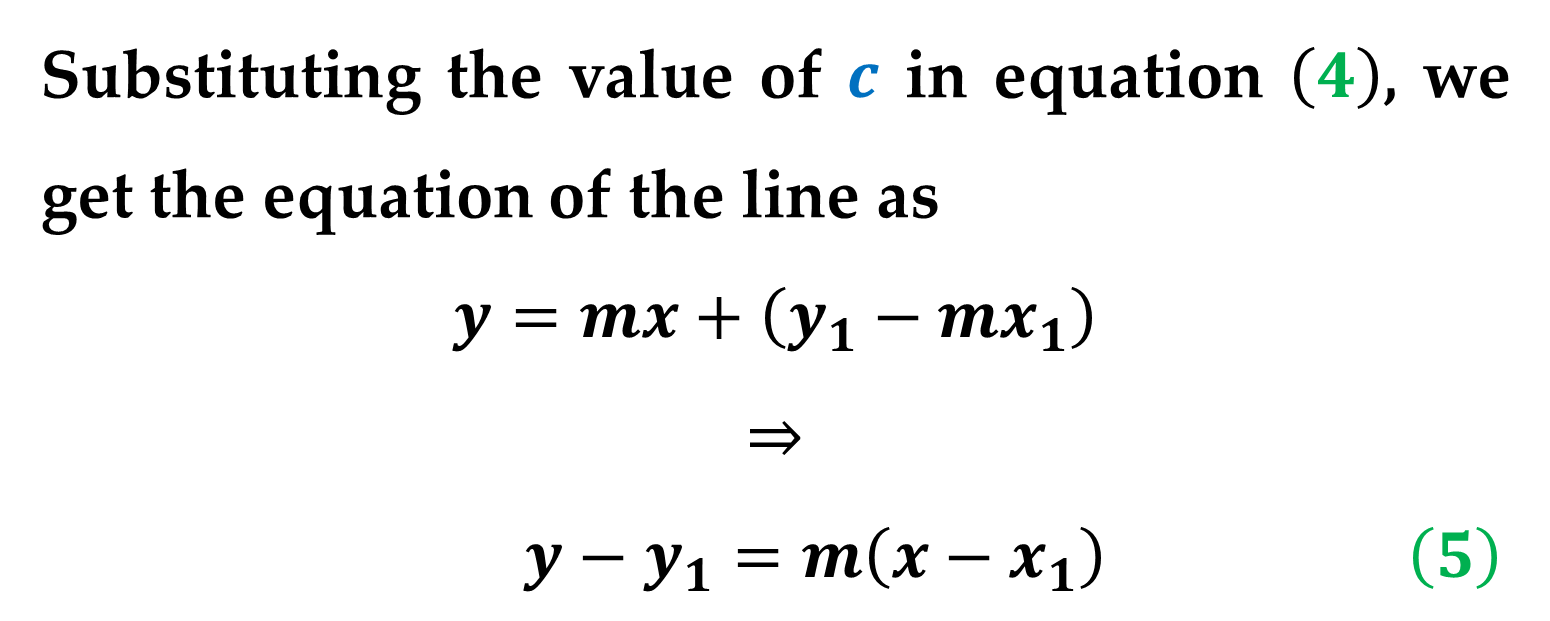 Substituting the value of c in equation (4), we
get the equation of the line as
y = mx + (y₁ − mx₁)
⇒
y − y₁ = m(x − x₁) (5)